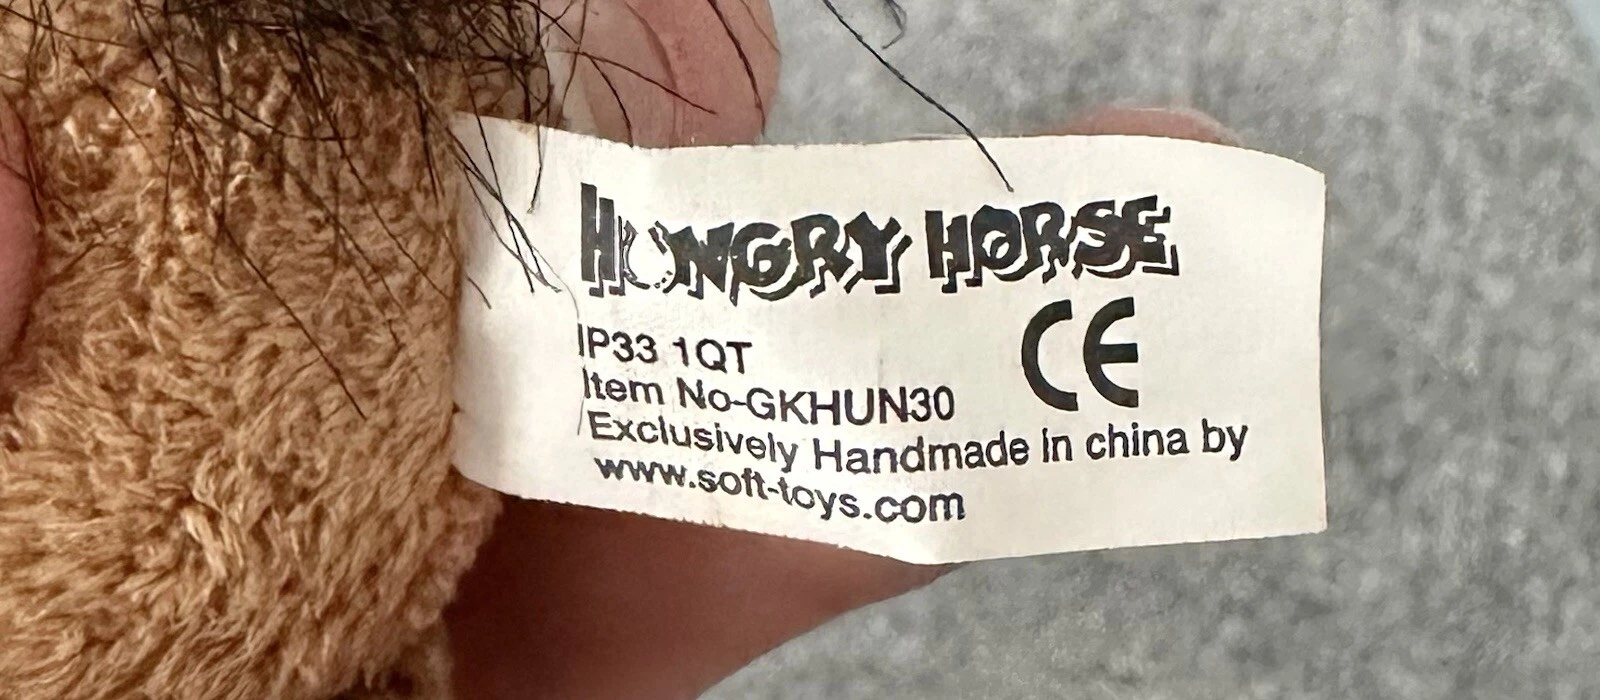 HUNGRY HORSE
CE
IP33 1QT
Item No-GKHUN30
Exclusively Handmade in china by
www.soft-toys.com